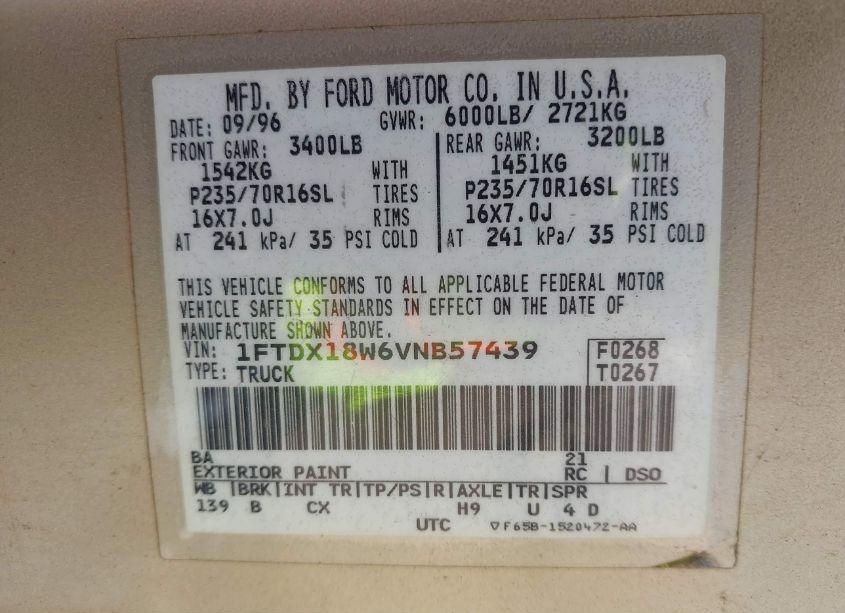 MFD. BY FORD MOTOR CO. IN U.S.A.
DATE: 09/96 GVWR: 6000LB/ 2721KG
FRONT GAWR: 3400LB REAR GAWR: 3200LB
1542KG WITH 1451KG WITH
P235/70R16SL TIRES P235/70R16SL TIRES
16X7.0J RIMS 16X7.0J RIMS
AT 241 kPa/ 35 PSI COLD AT 241 kPa/ 35 PSI COLD
THIS VEHICLE CONFORMS TO ALL APPLICABLE FEDERAL MOTOR
VEHICLE SAFETY STANDARDS IN EFFECT ON THE DATE OF
MANUFACTURE SHOWN ABOVE.
VIN: 1FTDX18W6VNB57439 F0268
TYPE: TRUCK T0267
BA 21
EXTERIOR PAINT RC | DSO
WB |BRK|INT TR|TP/PS|R|AXLE|TR|SPR
139 B CX H9 U 4 D
UTC ▽F65B-1520472-AA